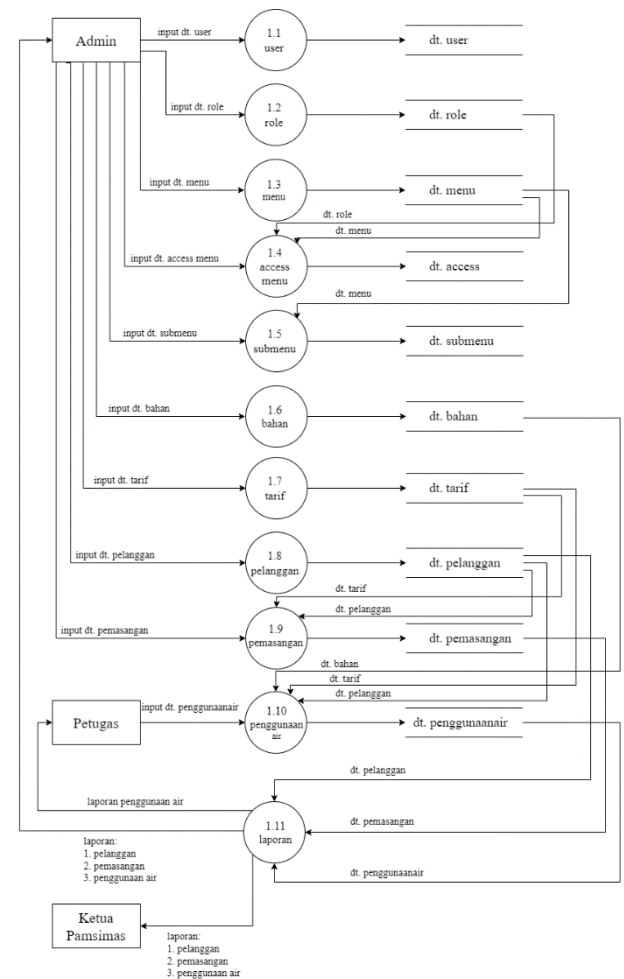 Admin
input dt. user
1.1
user
dt. user
input dt. role
1.2
role
dt. role
input dt. menu
1.3
menu
dt. menu
dt. role
dt. menu
input dt. access menu
1.4
access
menu
dt. access
dt. menu
input dt. submenu
1.5
submenu
dt. submenu
input dt. bahan
1.6
bahan
dt. bahan
input dt. tarif
1.7
tarif
dt. tarif
input dt. pelanggan
1.8
pelanggan
dt. pelanggan
dt. tarif
dt. pelanggan
input dt. pemasangan
1.9
pemasangan
dt. pemasangan
dt. bahan
dt. tarif
dt. pelanggan
Petugas
input dt. penggunaanair
1.10
penggunaan
air
dt. penggunaanair
dt. pelanggan
laporan penggunaan air
1.11
laporan
dt. pemasangan
laporan:
1. pelanggan
2. pemasangan
3. penggunaan air
dt. penggunaanair
Ketua
Pamsimas
laporan:
1. pelanggan
2. pemasangan
3. penggunaan air